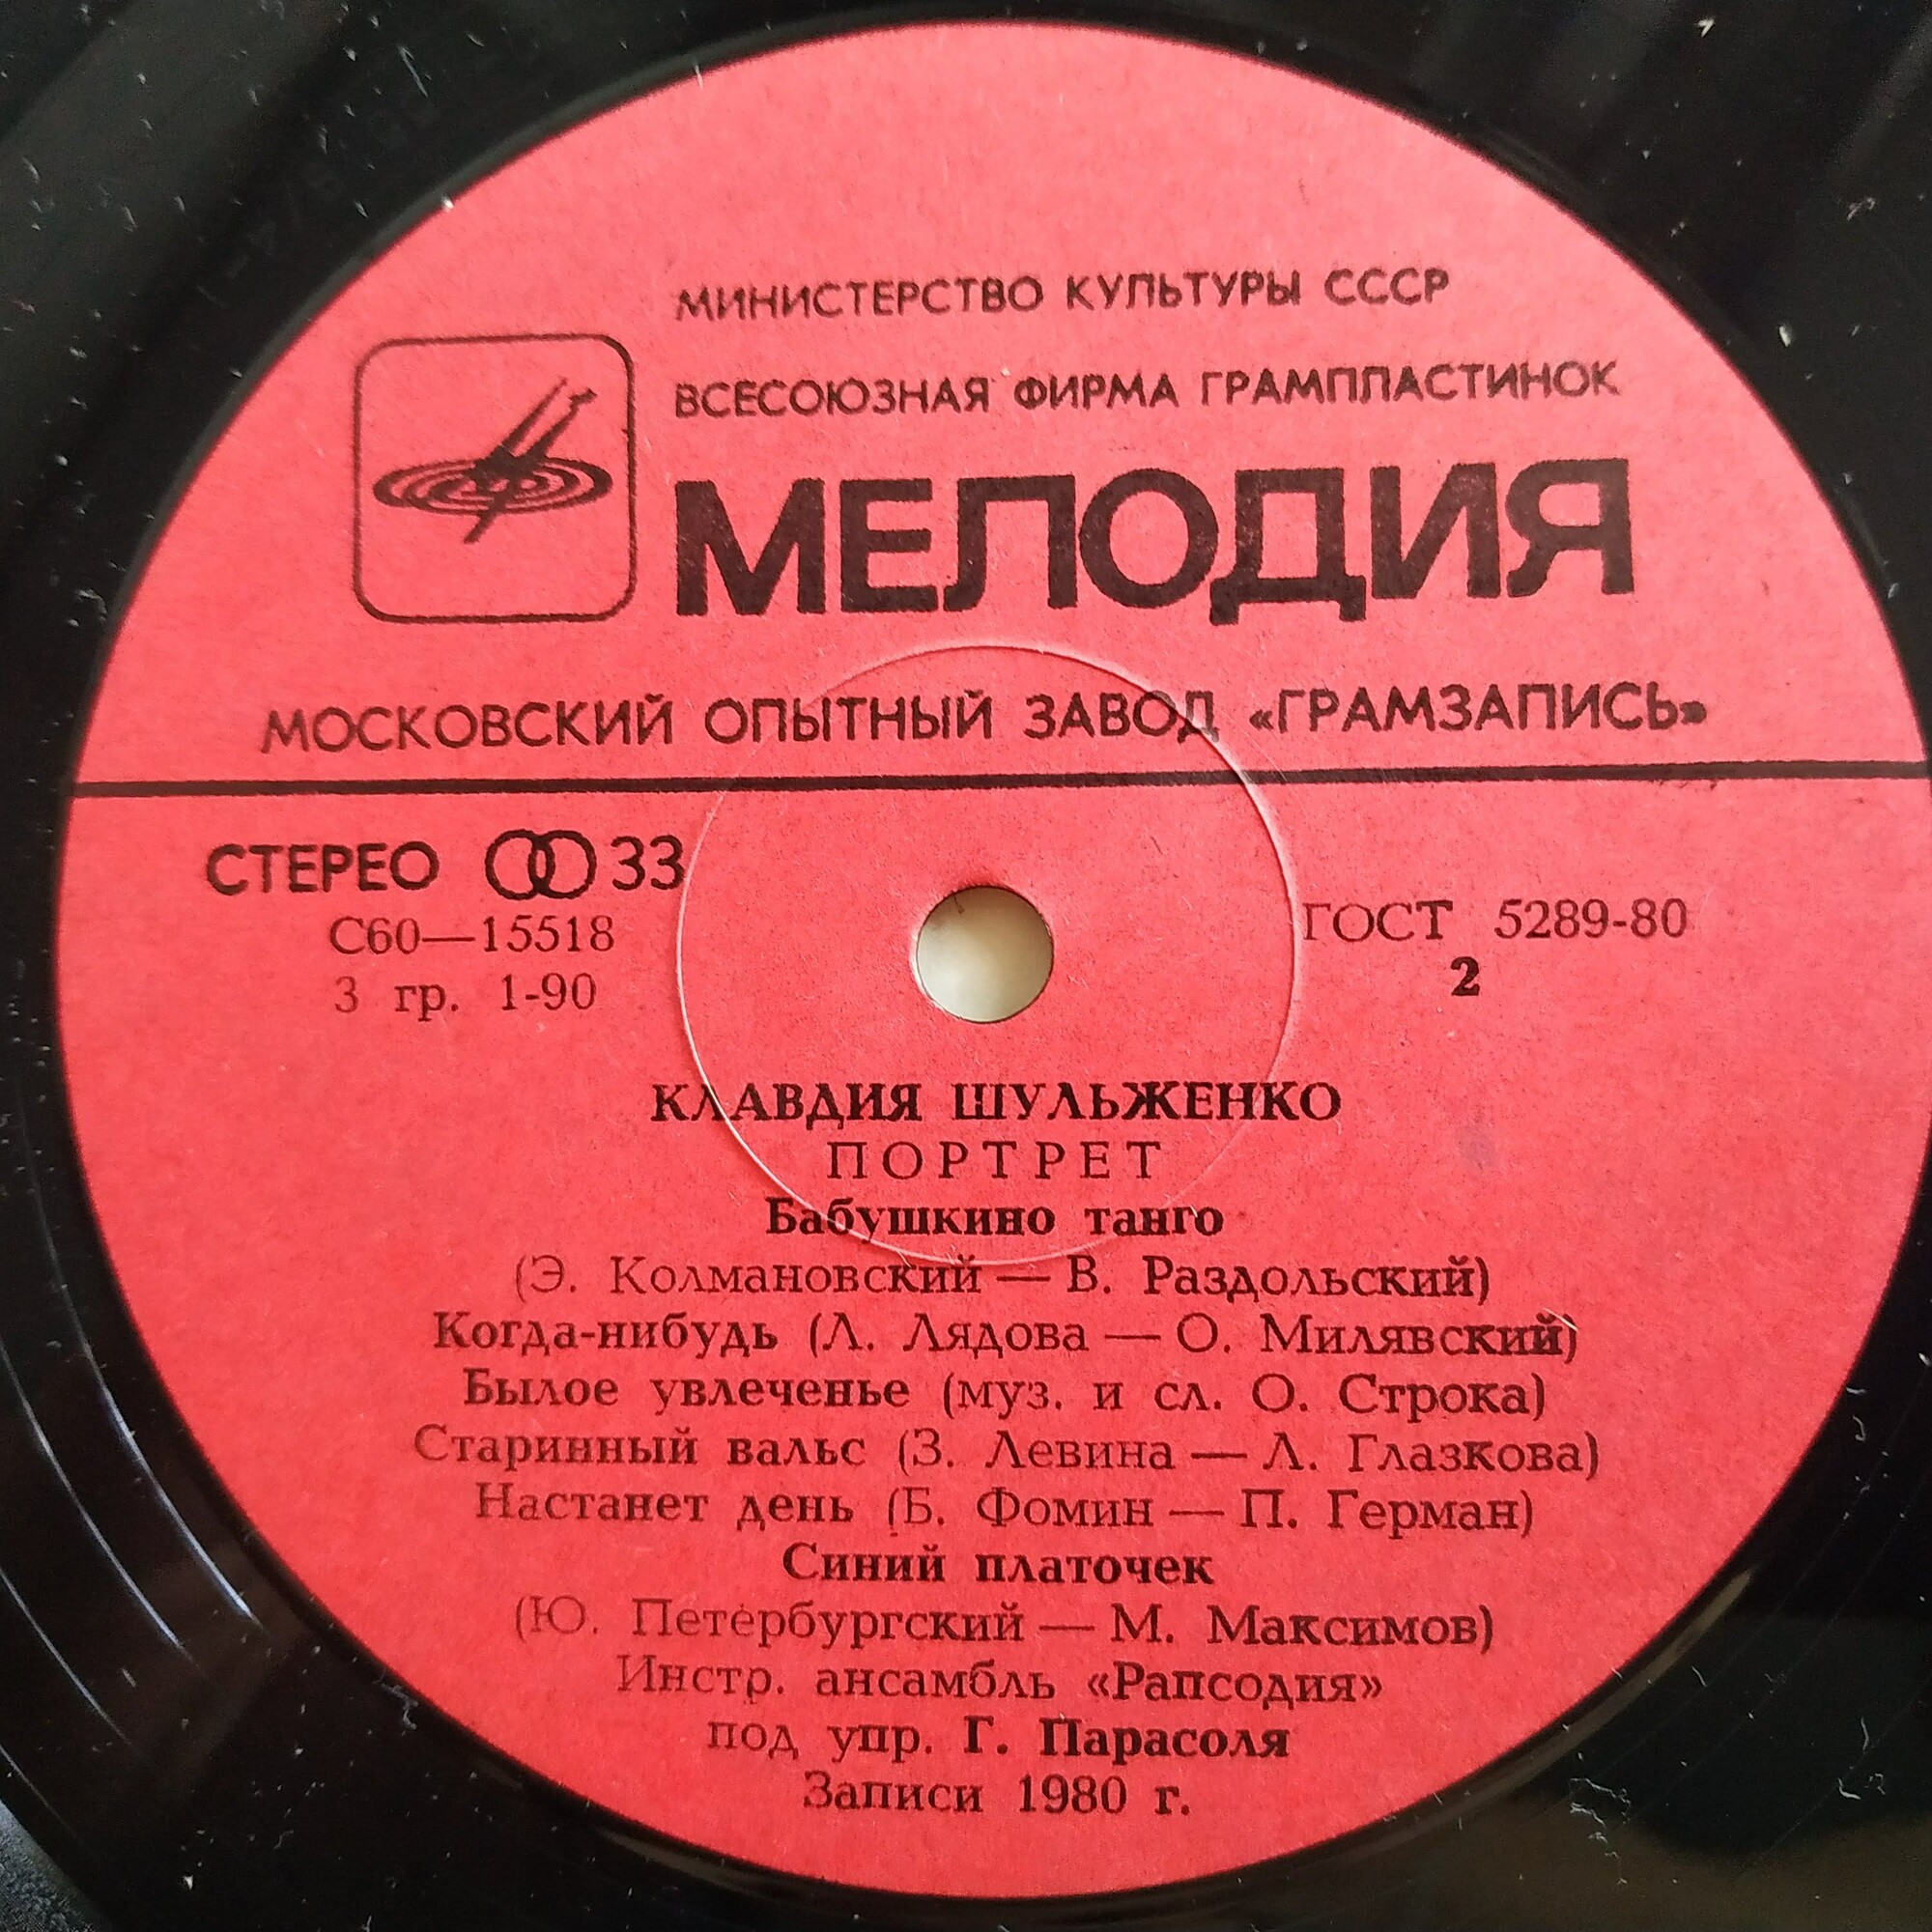 МИНИСТЕРСТВО КУЛЬТУРЫ СССР
ВСЕСОЮЗНАЯ ФИРМА ГРАМПЛАСТИНОК
МЕЛОДИЯ
МОСКОВСКИЙ ОПЫТНЫЙ ЗАВОД «ГРАМЗАПИСЬ»
СТЕРЕО 33
С60—15518
3 гр. 1-90
ГОСТ 5289-80
2
КЛАВДИЯ ШУЛЬЖЕНКО
ПОРТРЕТ
Бабушкино танго
(Э. Колмановский — В. Раздольский)
Когда-нибудь (Л. Лядова — О. Милявский)
Былое увлеченье (муз. и сл. О. Строка)
Старинный вальс (З. Левина — Л. Глазкова)
Настанет день (Б. Фомин — П. Герман)
Синий платочек
(Ю. Петербургский — М. Максимов)
Инстр. ансамбль «Рапсодия»
под упр. Г. Парасоля
Записи 1980 г.